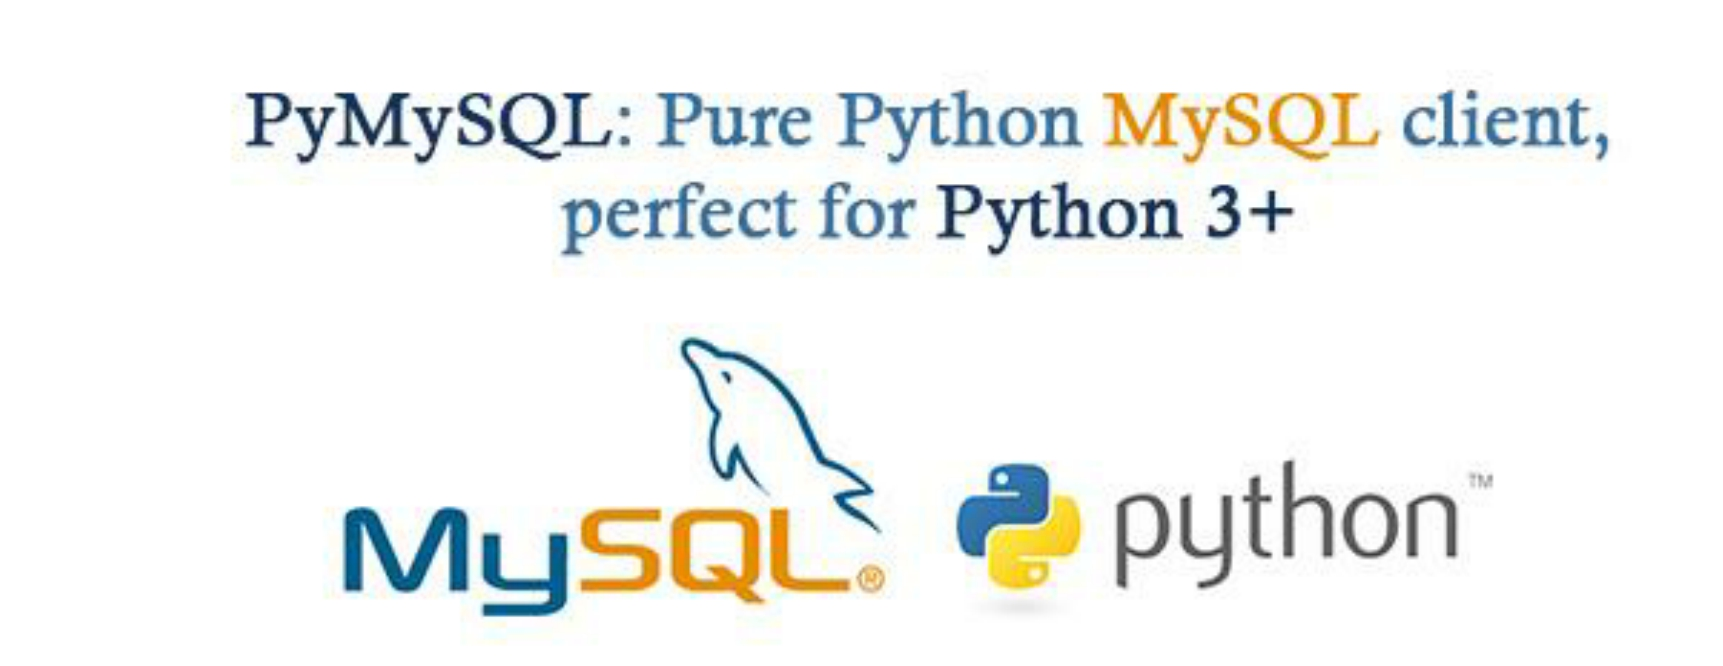 PyMySQL: Pure Python MySQL client,
perfect for Python 3+
MySQL®
python™